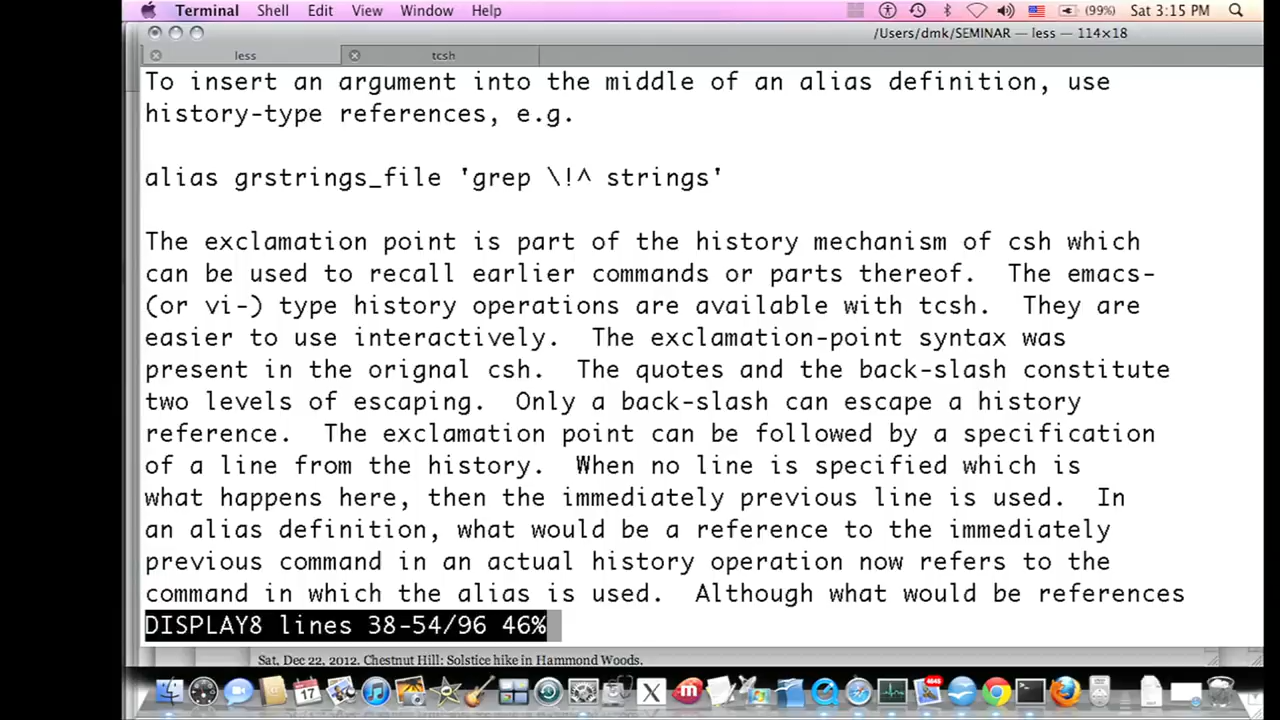 Terminal Shell Edit View Window Help (99%) Sat 3:15 PM
/Users/dmk/SEMINAR — less — 114×18
less tcsh
To insert an argument into the middle of an alias definition, use
history-type references, e.g.
alias grstrings_file 'grep \!^ strings'
The exclamation point is part of the history mechanism of csh which
can be used to recall earlier commands or parts thereof.  The emacs-
(or vi-) type history operations are available with tcsh.  They are
easier to use interactively.  The exclamation-point syntax was
present in the orignal csh.  The quotes and the back-slash constitute
two levels of escaping.  Only a back-slash can escape a history
reference.  The exclamation point can be followed by a specification
of a line from the history.  When no line is specified which is
what happens here, then the immediately previous line is used.  In
an alias definition, what would be a reference to the immediately
previous command in an actual history operation now refers to the
command in which the alias is used.  Although what would be references
DISPLAY8 lines 38-54/96 46%
Sat, Dec 22, 2012. Chestnut Hill: Solstice hike in Hammond Woods.
17